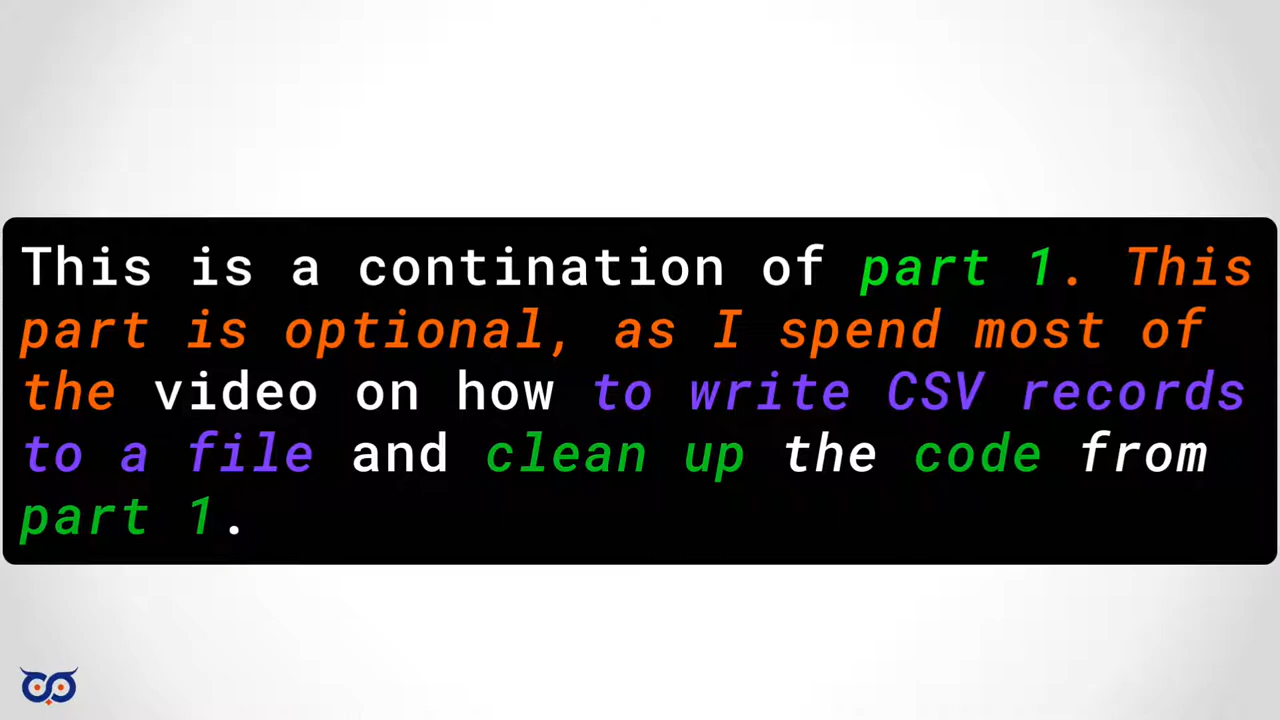 This is a contination of part 1. This
part is optional, as I spend most of
the video on how to write CSV records
to a file and clean up the code from
part 1.